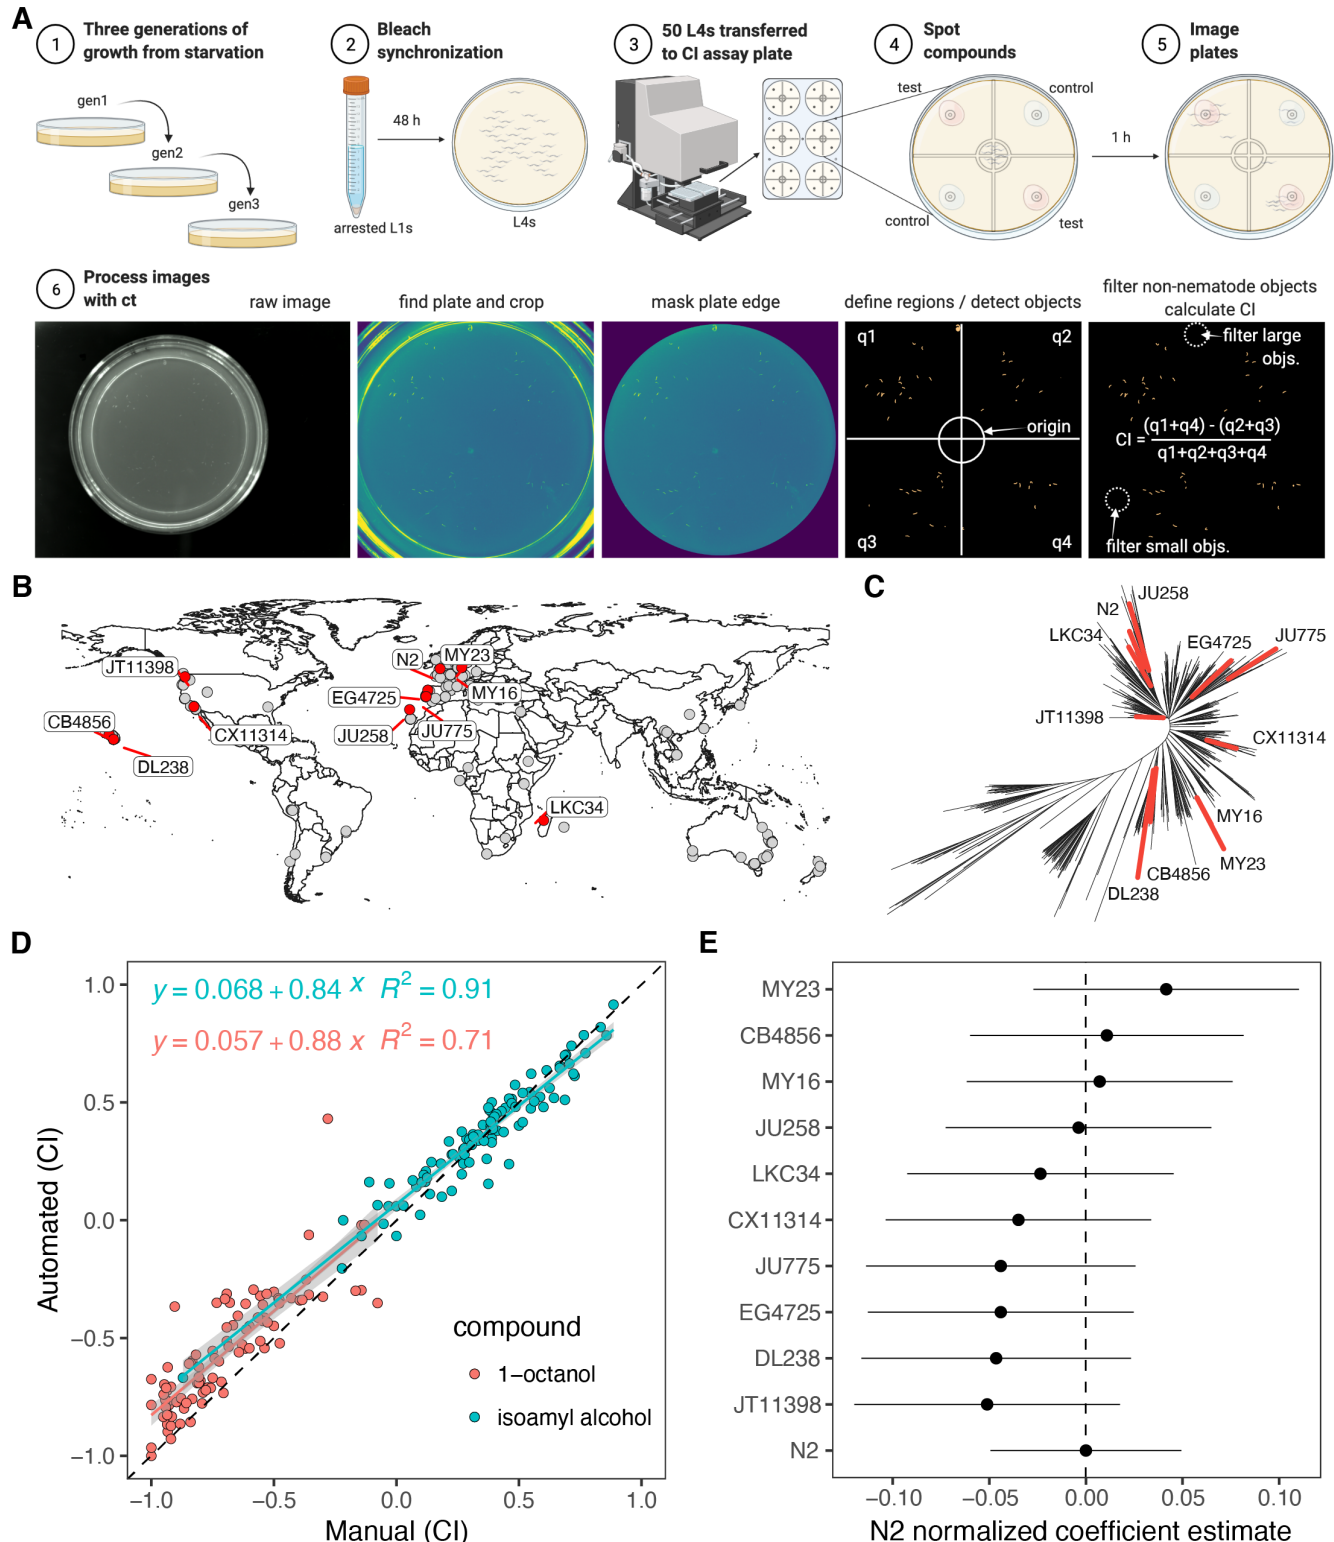 A
1 Three generations of
growth from starvation
2 Bleach
synchronization
3 50 L4s transferred
to CI assay plate
4 Spot
compounds
5 Image
plates
gen1
gen2
gen3
48 h
arrested L1s
L4s
test
control
control
test
1 h
6 Process images
with ct
raw image
find plate and crop
mask plate edge
define regions / detect objects
filter non-nematode objects
calculate CI
q1
q2
origin
q3
q4
filter large
objs.
CI = (q1+q4) - (q2+q3)
q1+q2+q3+q4
filter small objs.
B
JT11398
CB4856
DL238
CX11314
N2
MY23
EG4725
MY16
JU258
JU775
LKC34
C
JU258
N2
LKC34
EG4725
JU775
JT11398
CX11314
MY16
MY23
CB4856
DL238
D
y = 0.068 + 0.84 x R2 = 0.91
y = 0.057 + 0.88 x R2 = 0.71
1.0
0.5
0.0
−0.5
−1.0
Automated (CI)
compound
1−octanol
isoamyl alcohol
−1.0 −0.5 0.0 0.5 1.0
Manual (CI)
E
MY23
CB4856
MY16
JU258
LKC34
CX11314
JU775
EG4725
DL238
JT11398
N2
−0.10 −0.05 0.00 0.05 0.10
N2 normalized coefficient estimate